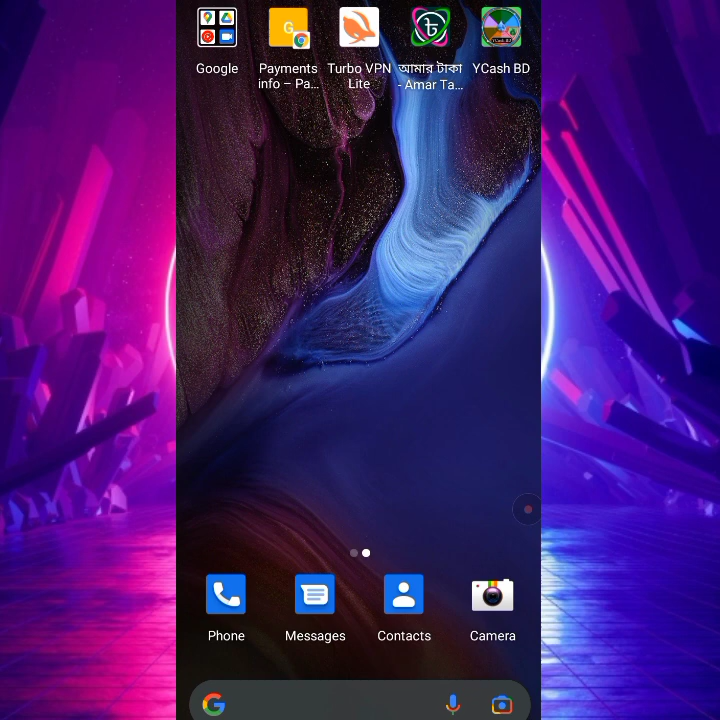 Google
Payments info – Pa...
Turbo VPN Lite
আমার টাকা - Amar Ta...
YCash BD
Phone
Messages
Contacts
Camera